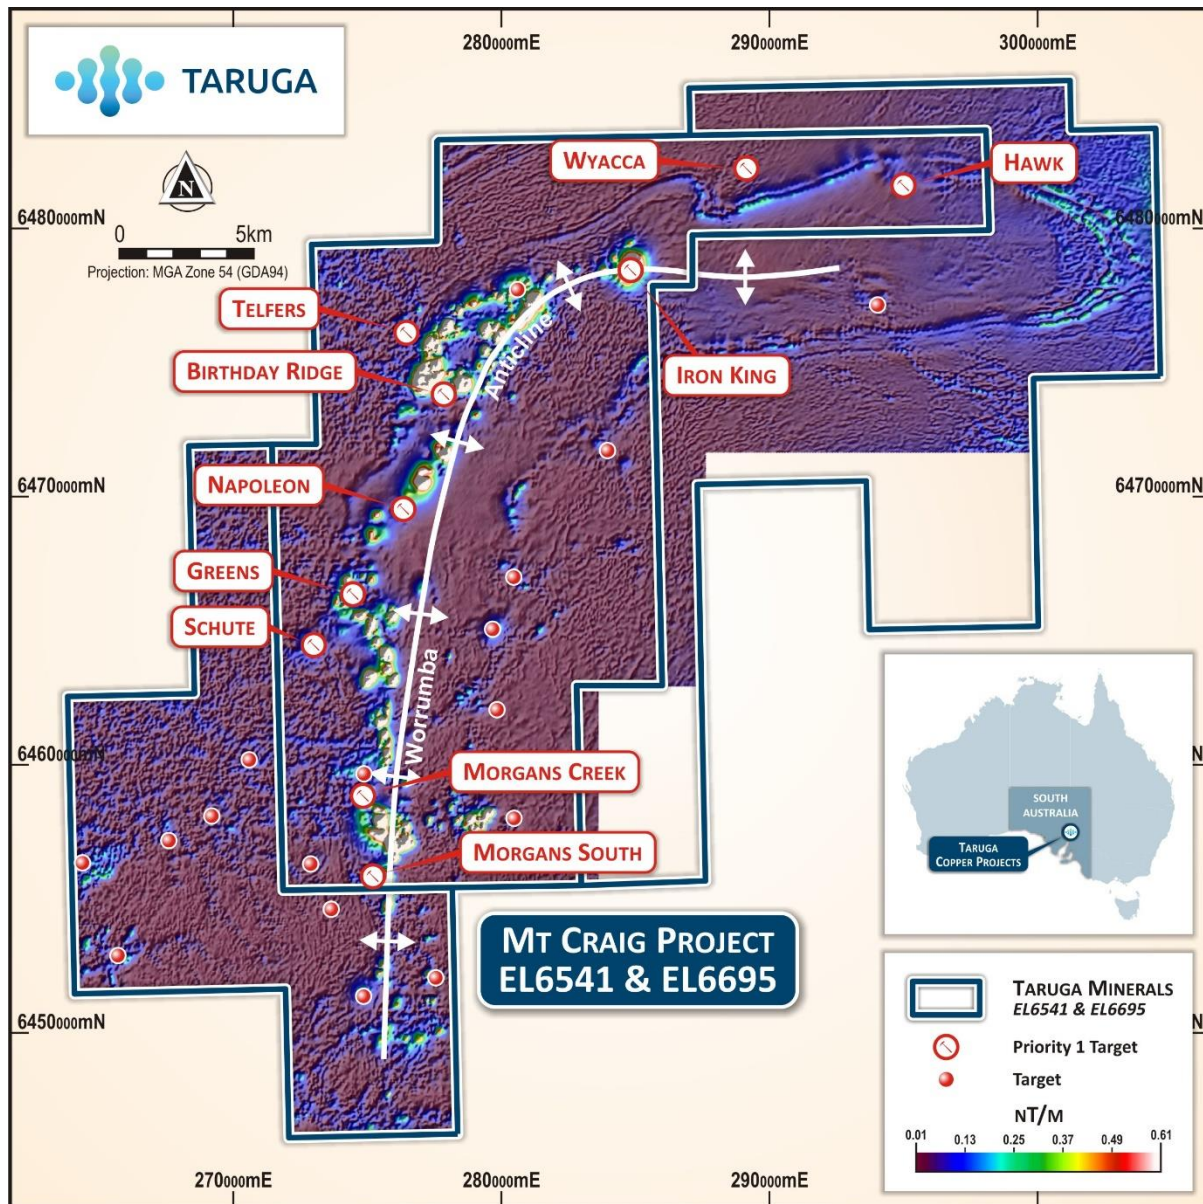 280000mE
290000mE
300000mE
TARUGA
N
6480000mN
6480000mN
0 5km
Projection: MGA Zone 54 (GDA94)
WYACCA
HAWK
TELFERS
BIRTHDAY RIDGE
Anticline
IRON KING
NAPOLEON
6470000mN
6470000mN
GREENS
SCHUTE
Worrumba
6460000mN
6460000mN
MORGANS CREEK
MORGANS SOUTH
MT CRAIG PROJECT
EL6541 & EL6695
SOUTH
AUSTRALIA
TARUGA
COPPER PROJECTS
6450000mN
6450000mN
TARUGA MINERALS
EL6541 & EL6695
Priority 1 Target
Target
NT/M
0.01 0.13 0.25 0.37 0.49 0.61
270000mE
280000mE
290000mE